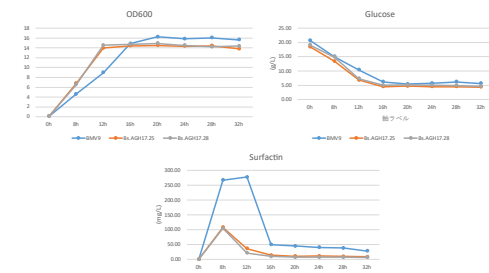 OD600
18
16
14
12
10
8
6
4
2
0
0h 8h 12h 16h 20h 24h 28h 32h
BMV9 Bs.AGH17.25 Bs.AGH17.28
Glucose
(g/L)
25.00
20.00
15.00
10.00
5.00
0.00
0h 8h 12h 16h 20h 24h 28h 32h
軸ラベル
BMV9 Bs.AGH17.25 Bs.AGH17.28
Surfactin
(mg/L)
300.00
250.00
200.00
150.00
100.00
50.00
0.00
0h 8h 12h 16h 20h 24h 28h 32h